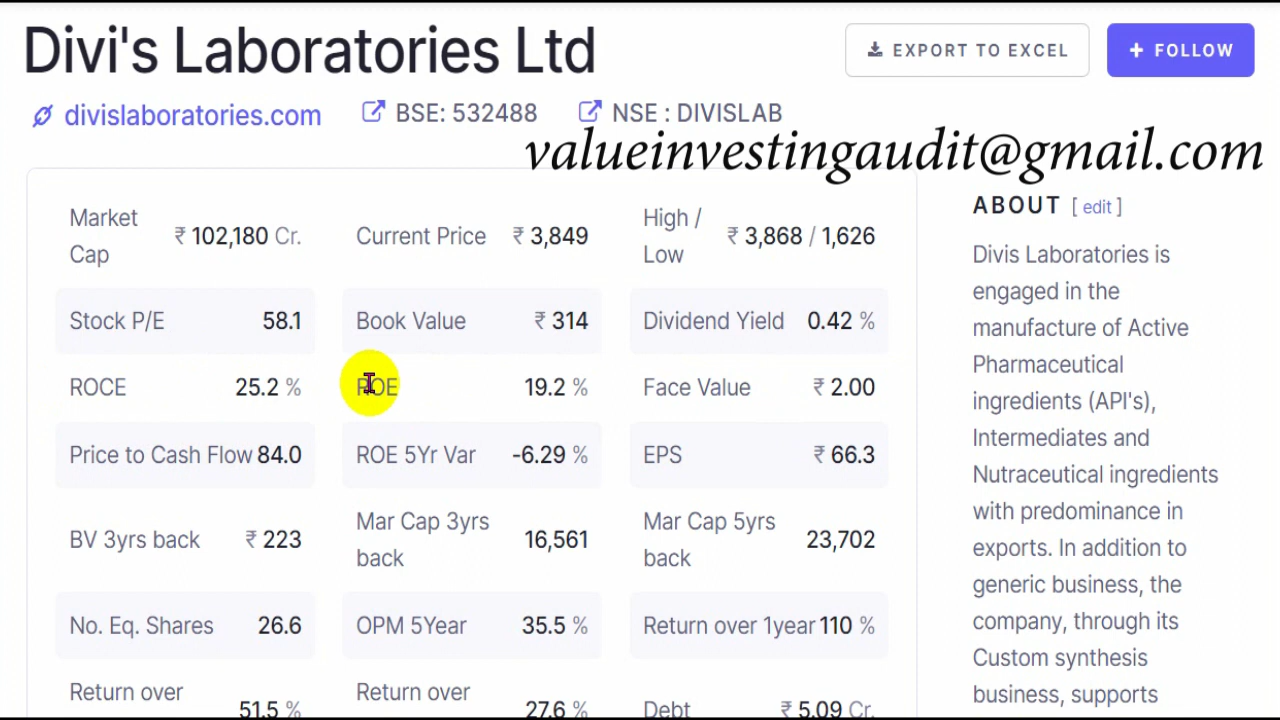 Divi's Laboratories Ltd
EXPORT TO EXCEL
+ FOLLOW
divislaboratories.com
BSE: 532488
NSE : DIVISLAB
valueinvestingaudit@gmail.com
Market Cap
₹ 102,180 Cr.
Current Price
₹ 3,849
High / Low
₹ 3,868 / 1,626
Stock P/E
58.1
Book Value
₹ 314
Dividend Yield
0.42 %
ROCE
25.2 %
ROE
19.2 %
Face Value
₹ 2.00
Price to Cash Flow
84.0
ROE 5Yr Var
-6.29 %
EPS
₹ 66.3
BV 3yrs back
₹ 223
Mar Cap 3yrs back
16,561
Mar Cap 5yrs back
23,702
No. Eq. Shares
26.6
OPM 5Year
35.5 %
Return over 1year
110 %
Return over
51.5 %
Return over
27.6 %
Debt
₹ 5.09 Cr.
ABOUT [ edit ]
Divis Laboratories is
engaged in the
manufacture of Active
Pharmaceutical
ingredients (API's),
Intermediates and
Nutraceutical ingredients
with predominance in
exports. In addition to
generic business, the
company, through its
Custom synthesis
business, supports